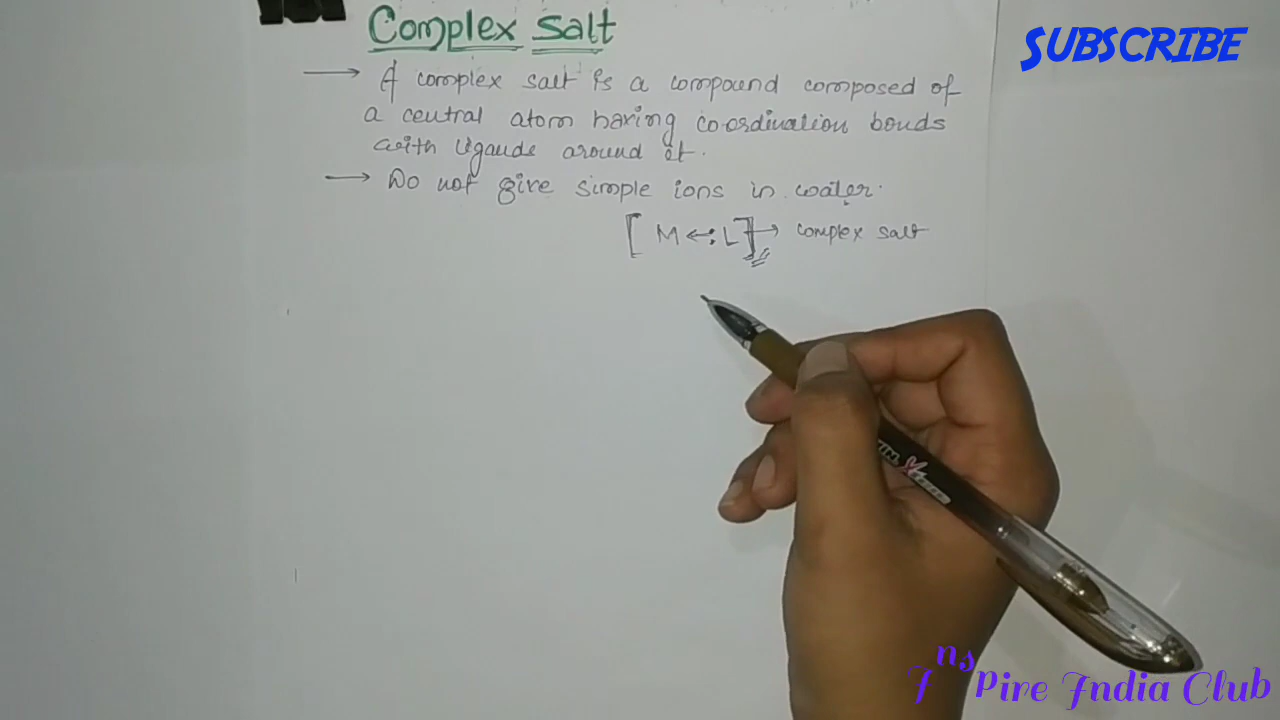 Complex Salt
SUBSCRIBE
→ A complex salt is a compound composed of
a central atom having co-ordination bonds
with ligands around it.
→ Do not give simple ions in water.
[M ←: L] → complex salt
Inspire India Club